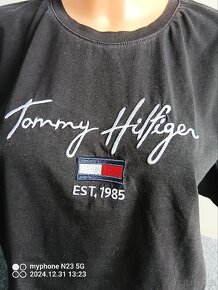 Tommy Hilfiger
EST. 1985
myphone N23 5G
2024.12.31 13:23